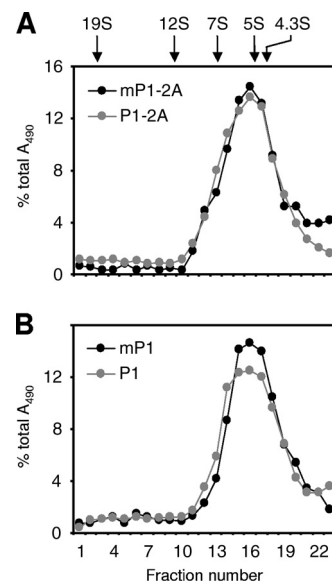 A
19S 12S 7S 5S 4.3S
16
12
8
4
0
% total A490
mP1-2A
P1-2A
B
12
8
4
0
% total A490
mP1
P1
1 4 7 10 13 16 19 22
Fraction number